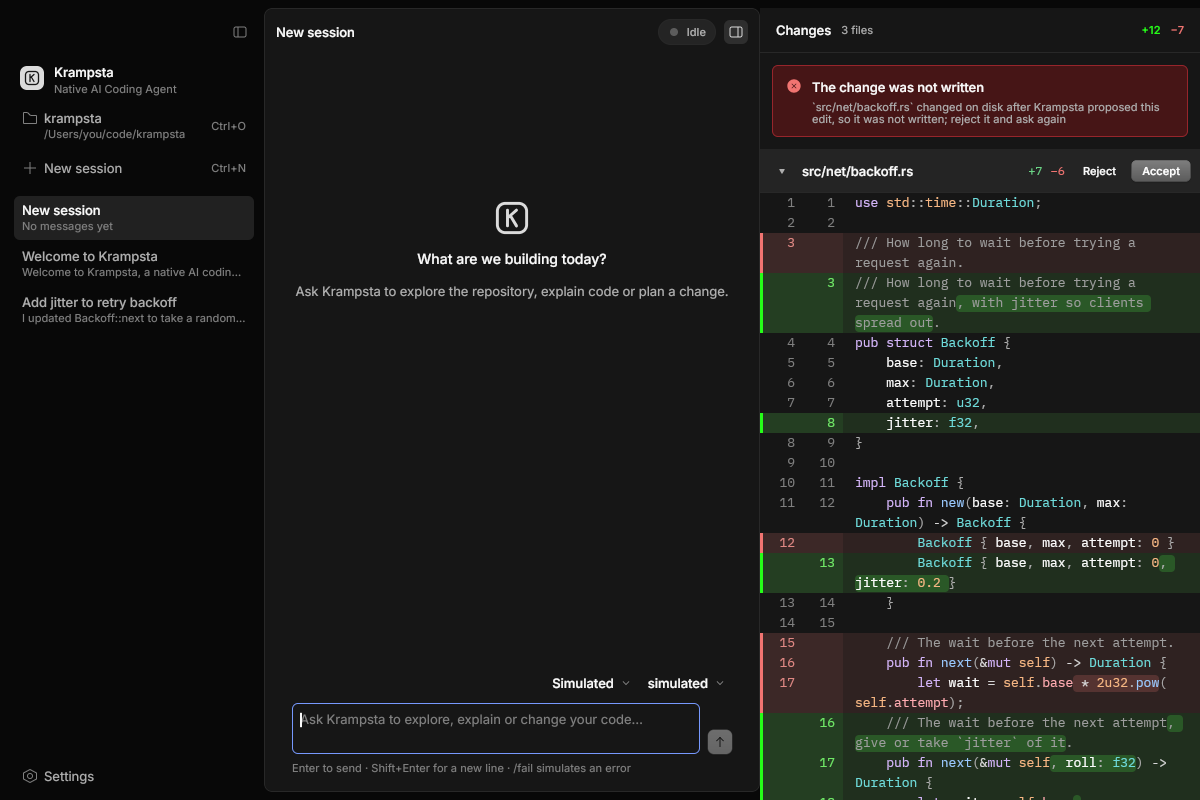 Krampsta
Native AI Coding Agent
krampsta
/Users/you/code/krampsta
Ctrl+O
New session
Ctrl+N
New session
No messages yet
Welcome to Krampsta
Welcome to Krampsta, a native AI codin...
Add jitter to retry backoff
I updated Backoff::next to take a random...
Settings
New session
Idle
K
What are we building today?
Ask Krampsta to explore the repository, explain code or plan a change.
Simulated
simulated
Ask Krampsta to explore, explain or change your code...
Enter to send · Shift+Enter for a new line · /fail simulates an error
Changes 3 files +12 −7
The change was not written
`src/net/backoff.rs` changed on disk after Krampsta proposed this
edit, so it was not written; reject it and ask again
src/net/backoff.rs +7 −6 Reject Accept
1 1 use std::time::Duration;
2 2
3 /// How long to wait before trying a
request again.
3 /// How long to wait before trying a
request again, with jitter so clients
spread out.
4 4 pub struct Backoff {
5 5 base: Duration,
6 6 max: Duration,
7 7 attempt: u32,
8 jitter: f32,
8 9 }
9 10
10 11 impl Backoff {
11 12 pub fn new(base: Duration, max:
Duration) -> Backoff {
12 Backoff { base, max, attempt: 0 }
13 Backoff { base, max, attempt: 0,
jitter: 0.2 }
13 14 }
14 15
15 /// The wait before the next attempt.
16 pub fn next(&mut self) -> Duration {
17 let wait = self.base * 2u32.pow(
self.attempt);
16 /// The wait before the next attempt,
give or take `jitter` of it.
17 pub fn next(&mut self, roll: f32) ->
Duration {